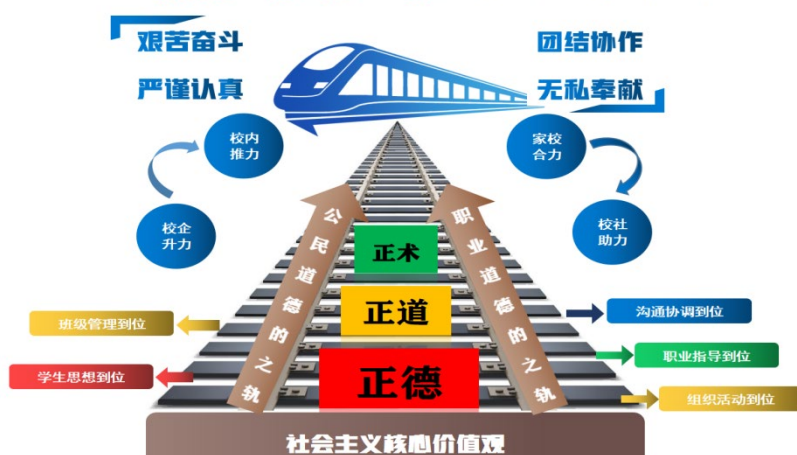 艰苦奋斗
团结协作
严谨认真
无私奉献
校内
推力
家校
合力
校企
升力
校社
助力
公民道德的之轨
职业道德的之轨
正术
正道
正德
班级管理到位
学生思想到位
沟通协调到位
职业指导到位
组织活动到位
社会主义核心价值观